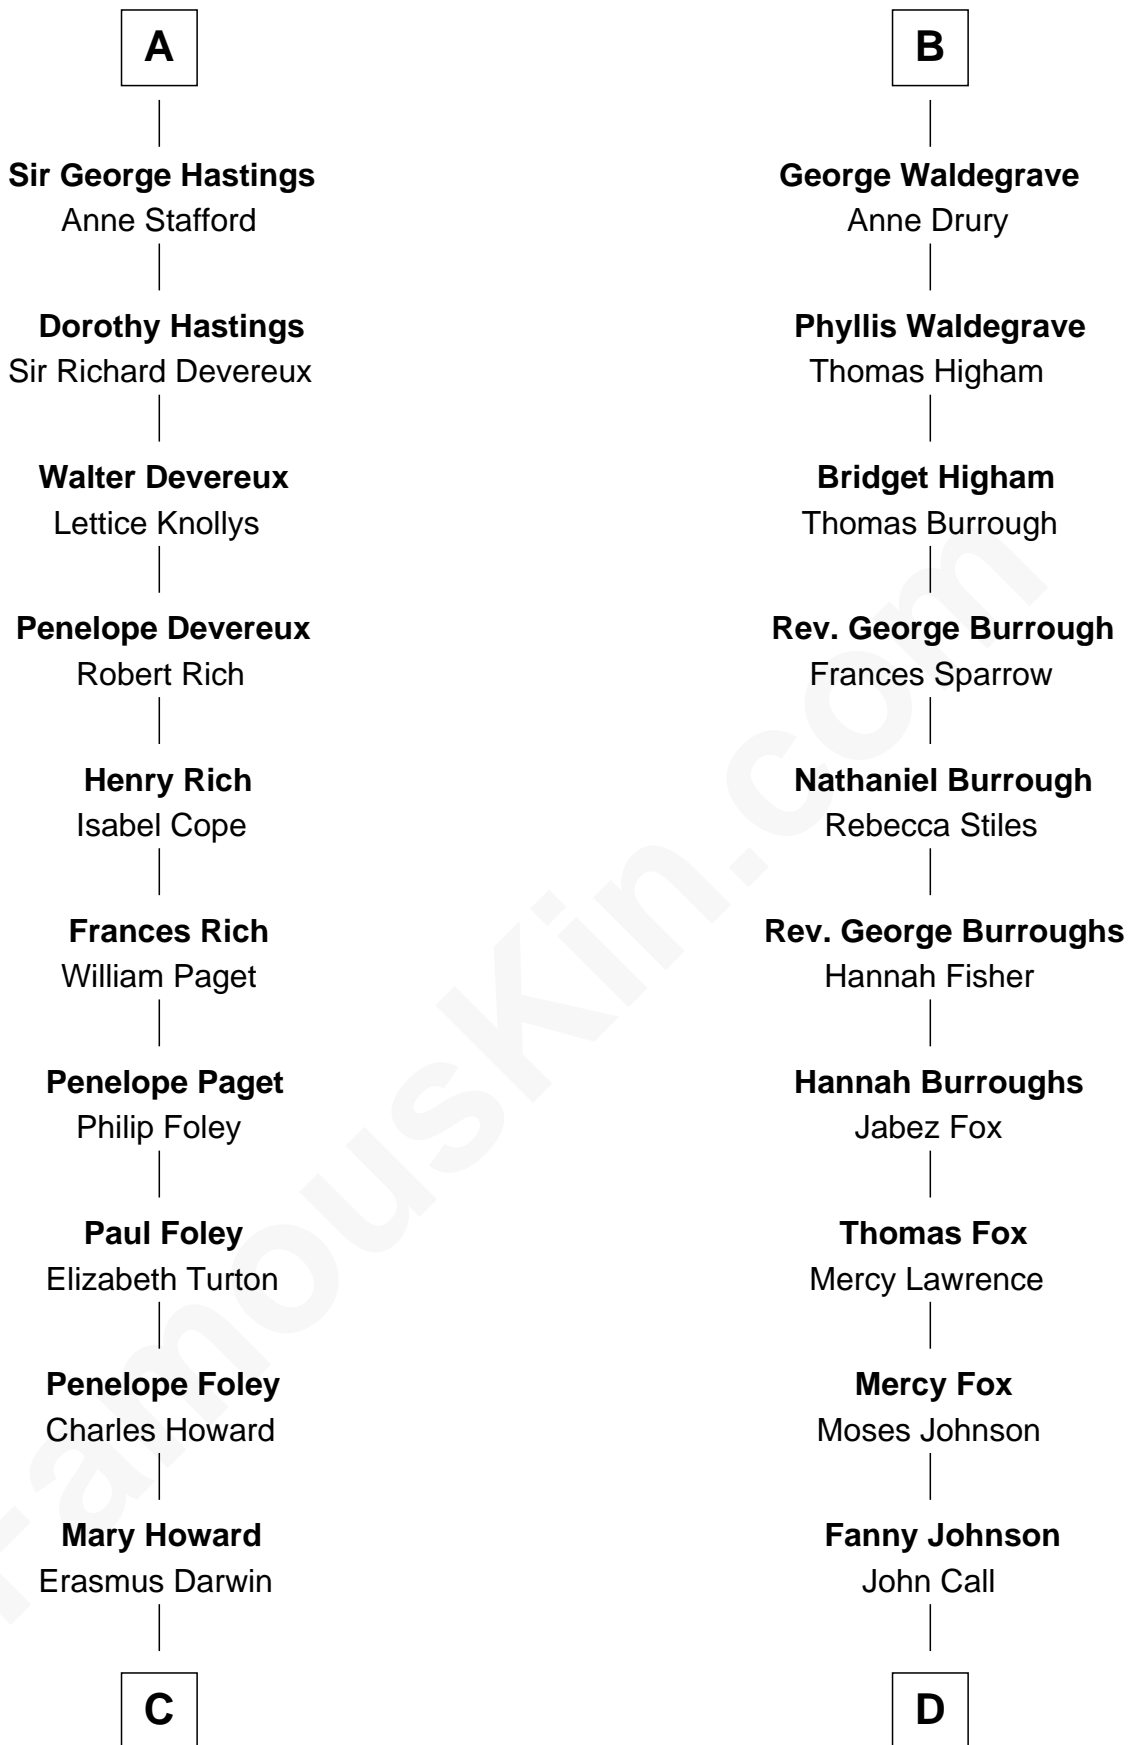 A
Sir George Hastings
Anne Stafford
Dorothy Hastings
Sir Richard Devereux
Walter Devereux
Lettice Knollys
Penelope Devereux
Robert Rich
Henry Rich
Isabel Cope
Frances Rich
William Paget
Penelope Paget
Philip Foley
Paul Foley
Elizabeth Turton
Penelope Foley
Charles Howard
Mary Howard
Erasmus Darwin
C
B
George Waldegrave
Anne Drury
Phyllis Waldegrave
Thomas Higham
Bridget Higham
Thomas Burrough
Rev. George Burrough
Frances Sparrow
Nathaniel Burrough
Rebecca Stiles
Rev. George Burroughs
Hannah Fisher
Hannah Burroughs
Jabez Fox
Thomas Fox
Mercy Lawrence
Mercy Fox
Moses Johnson
Fanny Johnson
John Call
D
FamousKin.com